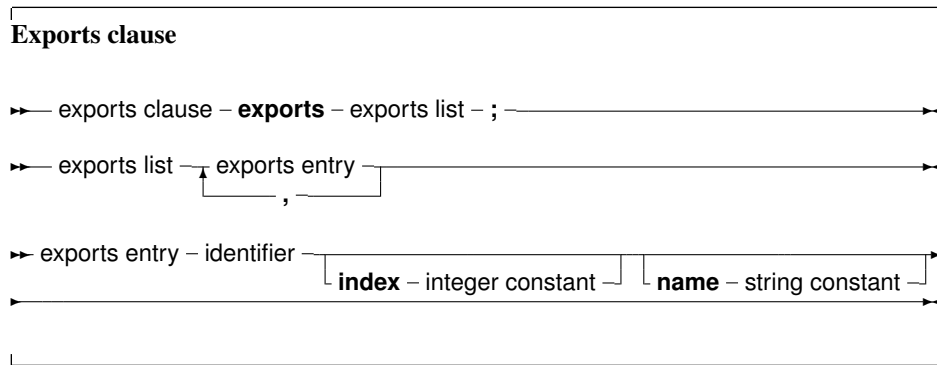 Exports clause
exports clause – exports – exports list – ;
exports list exports entry
,
exports entry – identifier
index – integer constant name – string constant